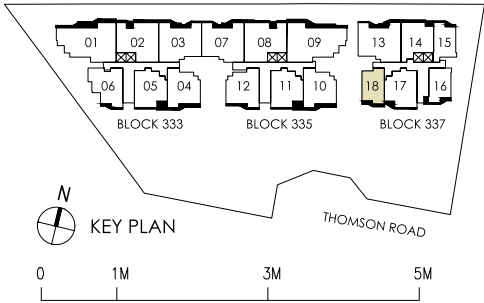 01 02 03 07 08 09 13 14 15
06 05 04 12 11 10 18 17 16
BLOCK 333 BLOCK 335 BLOCK 337
THOMSON ROAD
N
KEY PLAN
0 1M 3M 5M